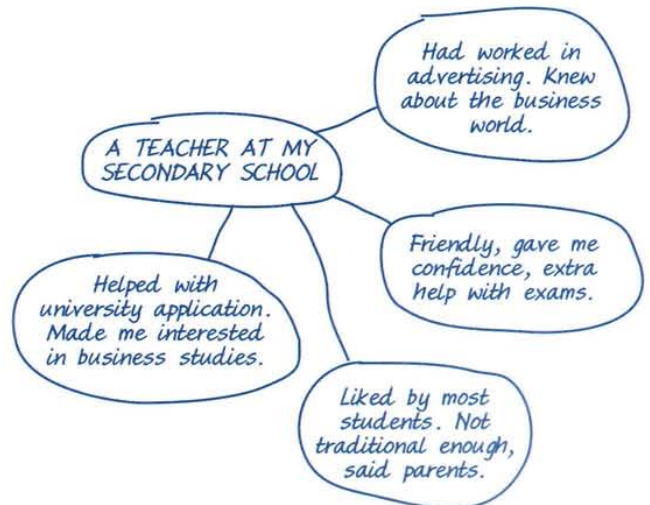 Had worked in
advertising. Knew
about the business
world.
A TEACHER AT MY
SECONDARY SCHOOL
Friendly, gave me
confidence, extra
help with exams.
Helped with
university application.
Made me interested
in business studies.
Liked by most
students. Not
traditional enough,
said parents.